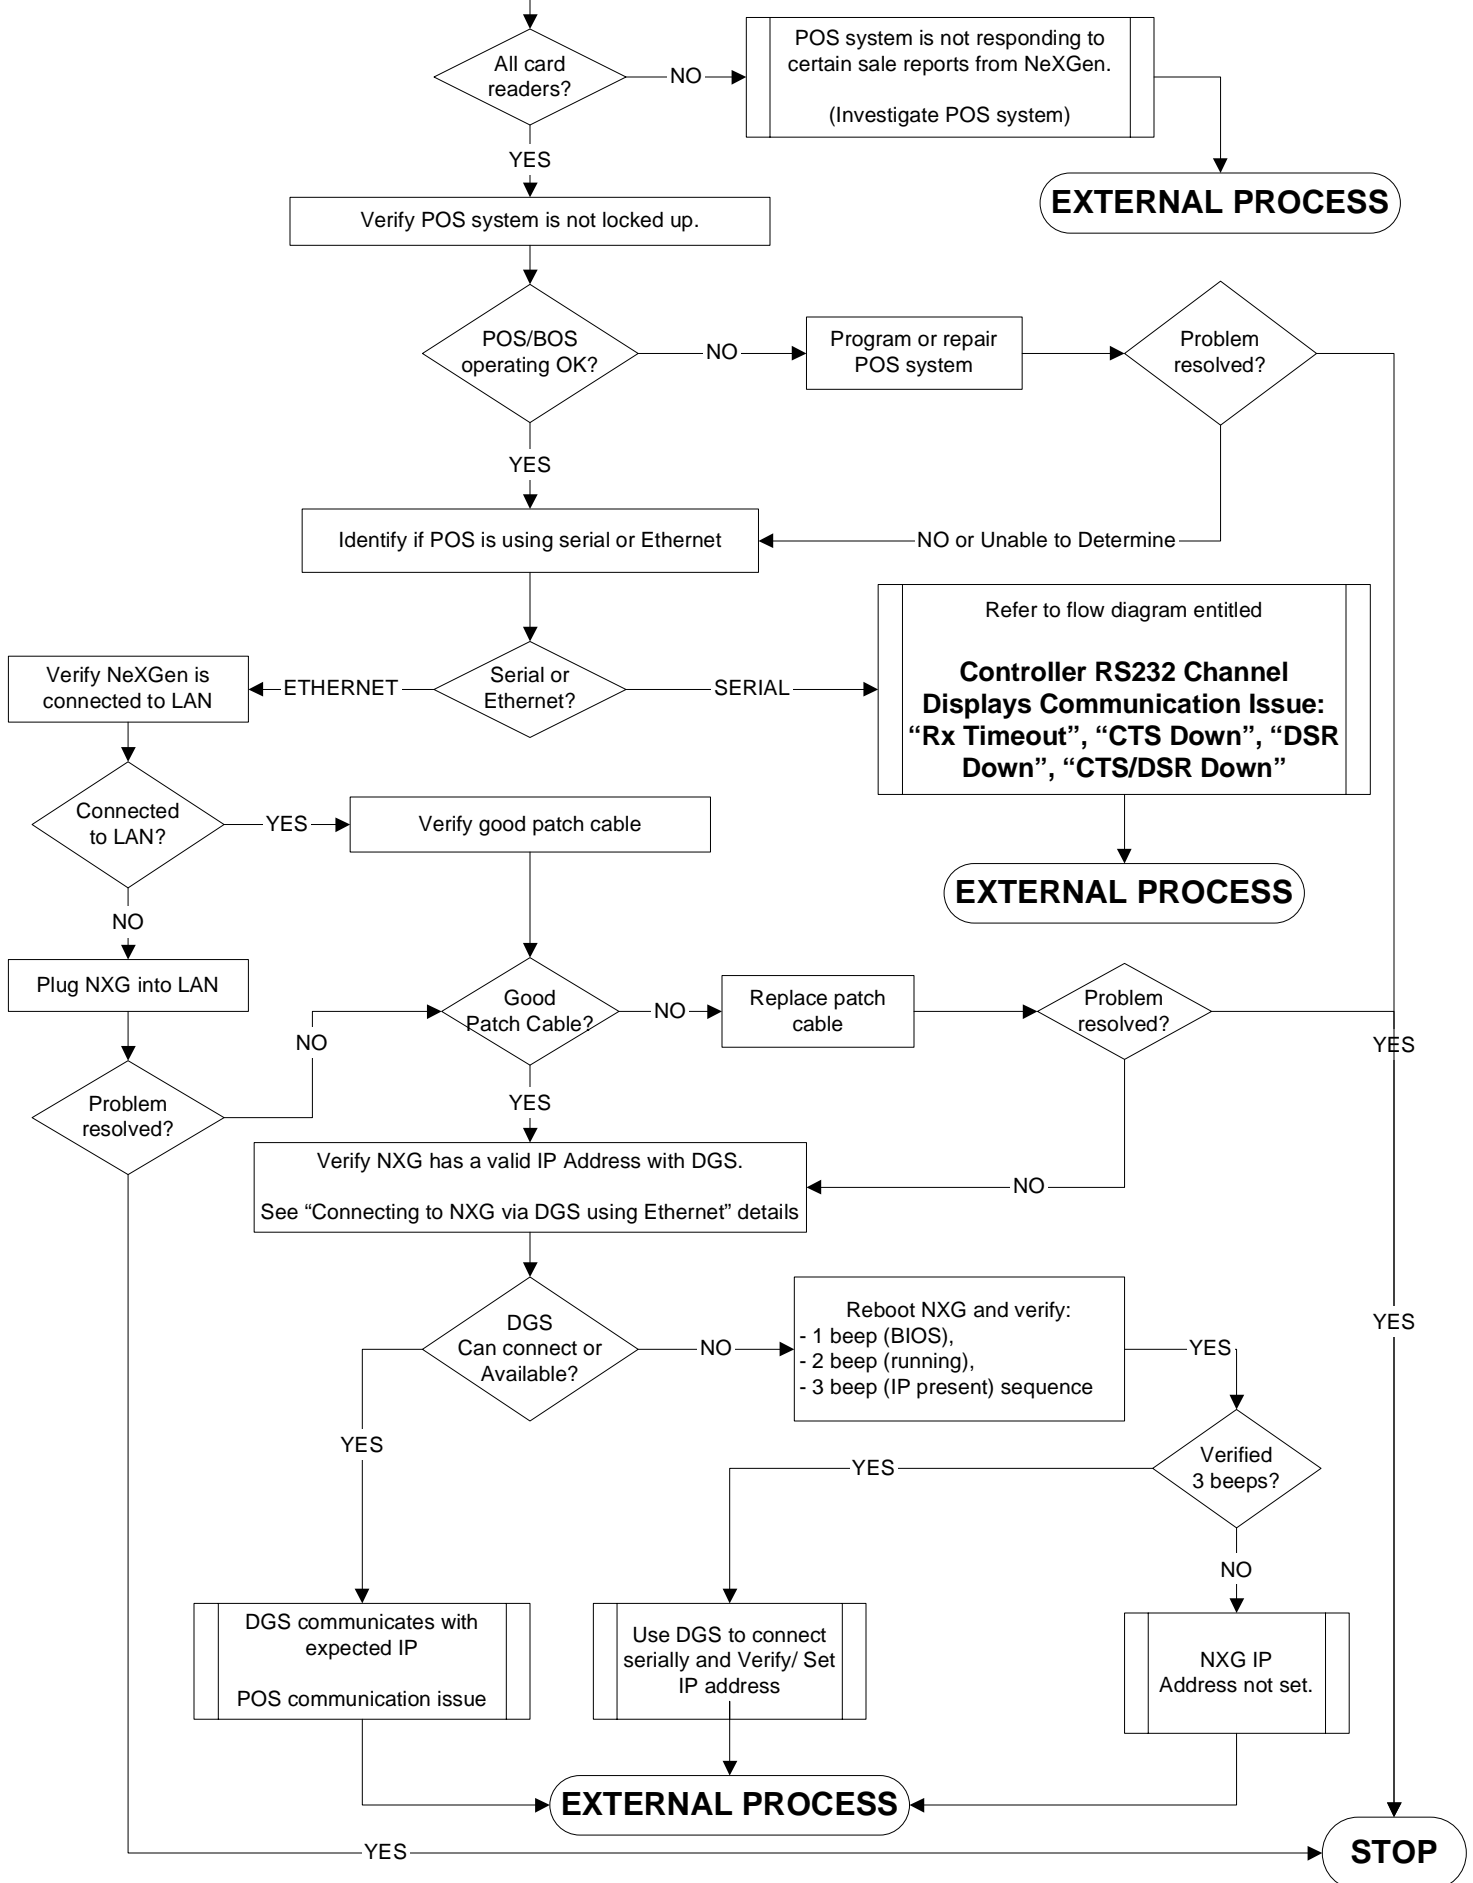 All card
readers?
NO
POS system is not responding to
certain sale reports from NeXGen.
(Investigate POS system)
YES
EXTERNAL PROCESS
Verify POS system is not locked up.
POS/BOS
operating OK?
NO
Program or repair
POS system
Problem
resolved?
YES
Identify if POS is using serial or Ethernet
NO or Unable to Determine
Refer to flow diagram entitled
Controller RS232 Channel
Displays Communication Issue:
“Rx Timeout”, “CTS Down”, “DSR
Down”, “CTS/DSR Down”
Verify NeXGen is
connected to LAN
ETHERNET
Serial or
Ethernet?
SERIAL
Connected
to LAN?
YES
Verify good patch cable
EXTERNAL PROCESS
NO
Plug NXG into LAN
Good
Patch Cable?
NO
Replace patch
cable
Problem
resolved?
NO
YES
Problem
resolved?
YES
Verify NXG has a valid IP Address with DGS.
See “Connecting to NXG via DGS using Ethernet” details
NO
DGS
Can connect or
Available?
NO
Reboot NXG and verify:
- 1 beep (BIOS),
- 2 beep (running),
- 3 beep (IP present) sequence
YES
YES
YES
Verified
3 beeps?
YES
NO
DGS communicates with
expected IP
POS communication issue
Use DGS to connect
serially and Verify/ Set
IP address
NXG IP
Address not set.
EXTERNAL PROCESS
YES
STOP